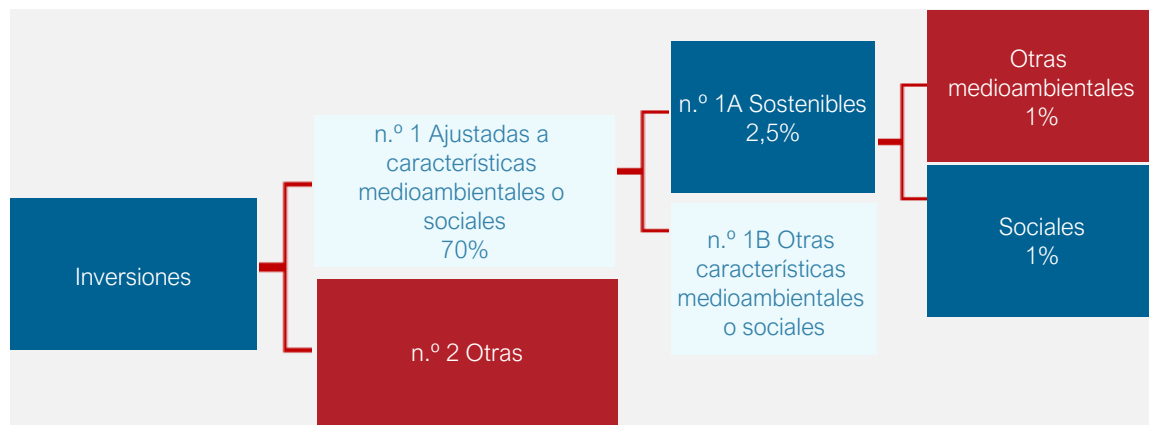 Inversiones
n.º 1 Ajustadas a
características
medioambientales o
sociales
70%
n.º 2 Otras
n.º 1A Sostenibles
2,5%
n.º 1B Otras
características
medioambientales
o sociales
Otras
medioambientales
1%
Sociales
1%